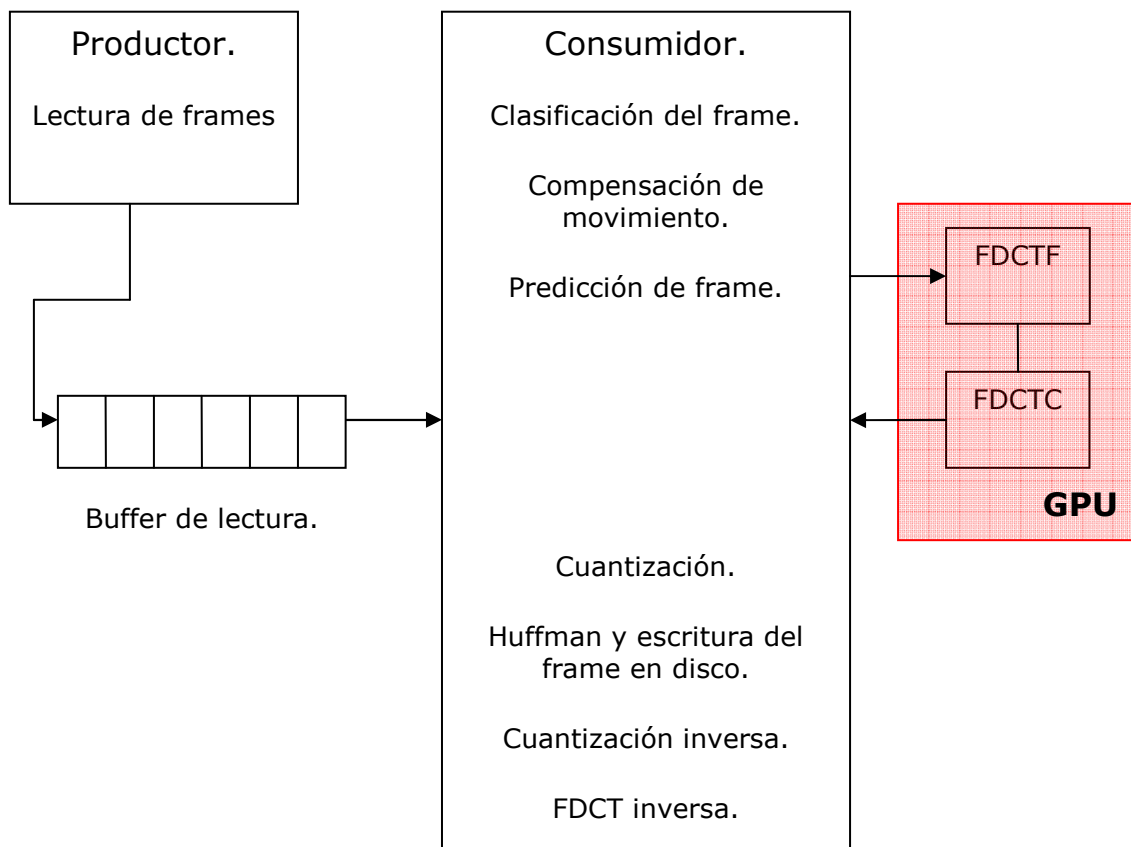 Productor.
Lectura de frames
Buffer de lectura.
Consumidor.
Clasificación del frame.
Compensación de
movimiento.
Predicción de frame.
Cuantización.
Huffman y escritura del
frame en disco.
Cuantización inversa.
FDCT inversa.
FDCTF
FDCTC
GPU